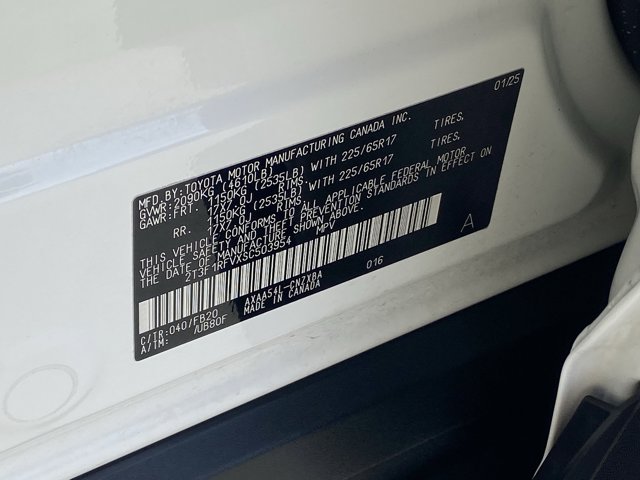 MFD. BY: TOYOTA MOTOR MANUFACTURING CANADA INC. 01/25
GVWR: 2090KG (4610LB)
GAWR: FRT. 1150KG (2535LB) WITH 225/65R17 TIRES,
17X7.0J RIMS.
RR. 1150KG (2535LB) WITH 225/65R17 TIRES,
17X7.0J RIMS.
THIS VEHICLE CONFORMS TO ALL APPLICABLE FEDERAL MOTOR
VEHICLE SAFETY AND THEFT PREVENTION STANDARDS IN EFFECT ON
THE DATE OF MANUFACTURE SHOWN ABOVE.
2T3F1RFVXSC503954 MPV A
016
C/TR: 040/FB20 AXAA54L-CNZXBA
A/TM: /UB80F MADE IN CANADA